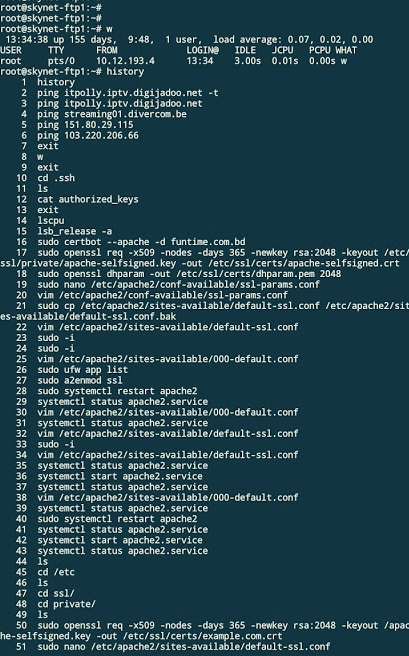 root@skynet-ftp1:~#
root@skynet-ftp1:~#
root@skynet-ftp1:~# w
13:34:38 up 155 days, 9:48, 1 user, load average: 0.07, 0.02, 0.00
USER TTY FROM LOGIN@ IDLE JCPU PCPU WHAT
root pts/0 10.12.193.4 13:34 3.00s 0.01s 0.00s w
root@skynet-ftp1:~# history
1 history
2 ping itpolly.iptv.digijadoo.net -t
3 ping itpolly.iptv.digijadoo.net
4 ping streaming01.divercom.be
5 ping 151.80.29.115
6 ping 103.220.206.66
7 exit
8 w
9 exit
10 cd .ssh
11 ls
12 cat authorized_keys
13 exit
14 lscpu
15 lsb_release -a
16 sudo certbot --apache -d funtime.com.bd
17 sudo openssl req -x509 -nodes -days 365 -newkey rsa:2048 -keyout /etc/
ssl/private/apache-selfsigned.key -out /etc/ssl/certs/apache-selfsigned.crt
18 sudo openssl dhparam -out /etc/ssl/certs/dhparam.pem 2048
19 sudo nano /etc/apache2/conf-available/ssl-params.conf
20 vim /etc/apache2/conf-available/ssl-params.conf
21 sudo cp /etc/apache2/sites-available/default-ssl.conf /etc/apache2/sit
es-available/default-ssl.conf.bak
22 vim /etc/apache2/sites-available/default-ssl.conf
23 sudo -i
24 sudo -i
25 vim /etc/apache2/sites-available/000-default.conf
26 sudo ufw app list
27 sudo a2enmod ssl
28 sudo systemctl restart apache2
29 systemctl status apache2.service
30 vim /etc/apache2/sites-available/000-default.conf
31 systemctl status apache2.service
32 vim /etc/apache2/sites-available/default-ssl.conf
33 sudo -i
34 vim /etc/apache2/sites-available/default-ssl.conf
35 systemctl status apache2.service
36 systemctl start apache2.service
37 systemctl status apache2.service
38 vim /etc/apache2/sites-available/000-default.conf
39 systemctl status apache2.service
40 sudo systemctl restart apache2
41 systemctl status apache2.service
42 systemctl start apache2.service
43 systemctl status apache2.service
44 ls
45 cd /etc
46 ls
47 cd ssl/
48 cd private/
49 ls
50 sudo openssl req -x509 -nodes -days 365 -newkey rsa:2048 -keyout /apac
he-selfsigned.key -out /etc/ssl/certs/example.com.crt
51 sudo nano /etc/apache2/sites-available/default-ssl.conf